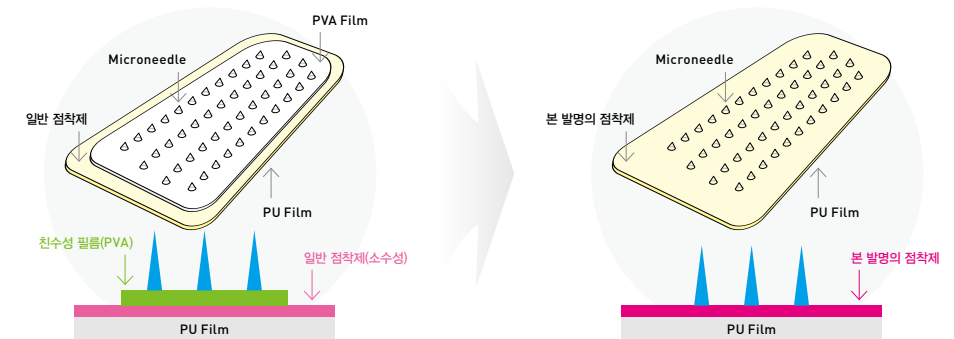 PVA Film
Microneedle
일반 점착제
PU Film
친수성 필름(PVA)
일반 점착제(소수성)
PU Film
Microneedle
본 발명의 점착제
PU Film
본 발명의 점착제
PU Film